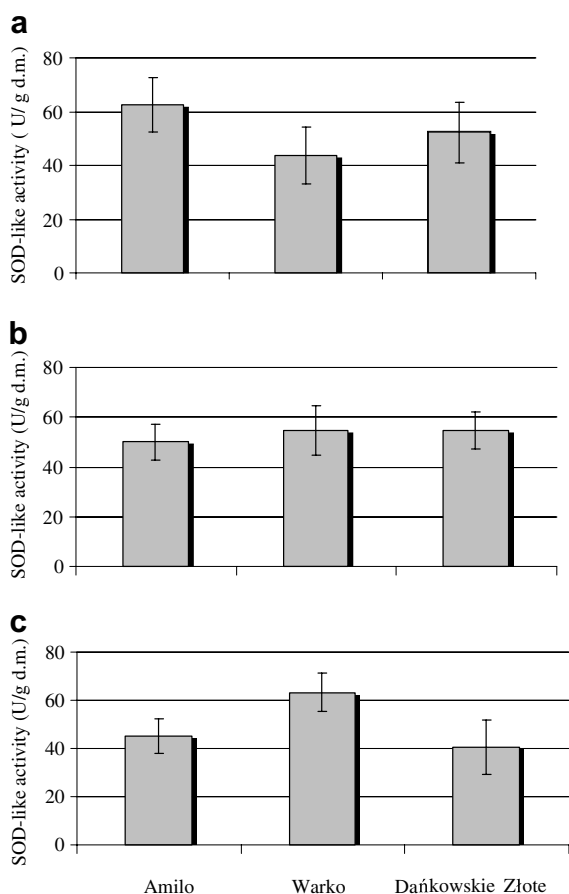 a
SOD-like activity ( U/ g d.m.)
80
60
40
20
0
b
SOD-like activity (U/g d.m.)
80
60
40
20
0
c
SOD-like activity (U/g d.m.)
80
60
40
20
0
Amilo Warko Dańkowskie Złote